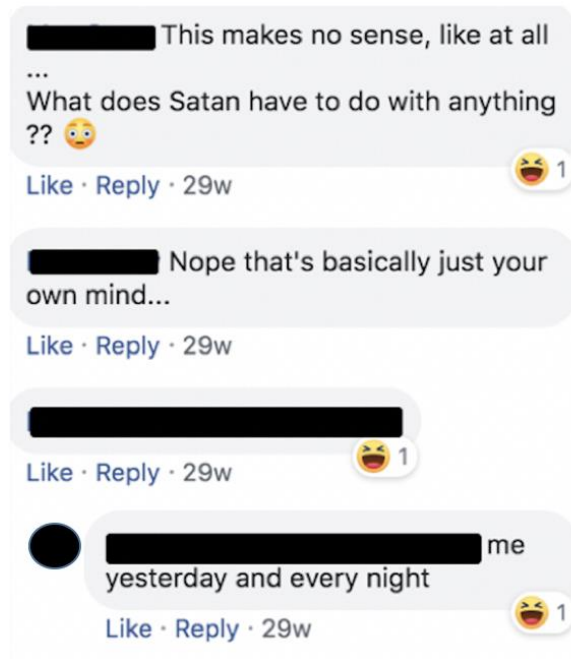 This makes no sense, like at all
...
What does Satan have to do with anything
?? 😳
1
Like · Reply · 29w
Nope that's basically just your
own mind...
Like · Reply · 29w
1
Like · Reply · 29w
me
yesterday and every night
1
Like · Reply · 29w